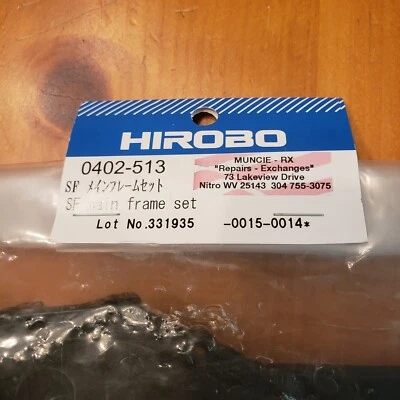 HIROBO
0402-513
SF メインフレームセット
SF main frame set
Lot No.331935
-0015-0014*
MUNCIE - RX
"Repairs - Exchanges"
73 Lakeview Drive
Nitro WV 25143 304 755-3075